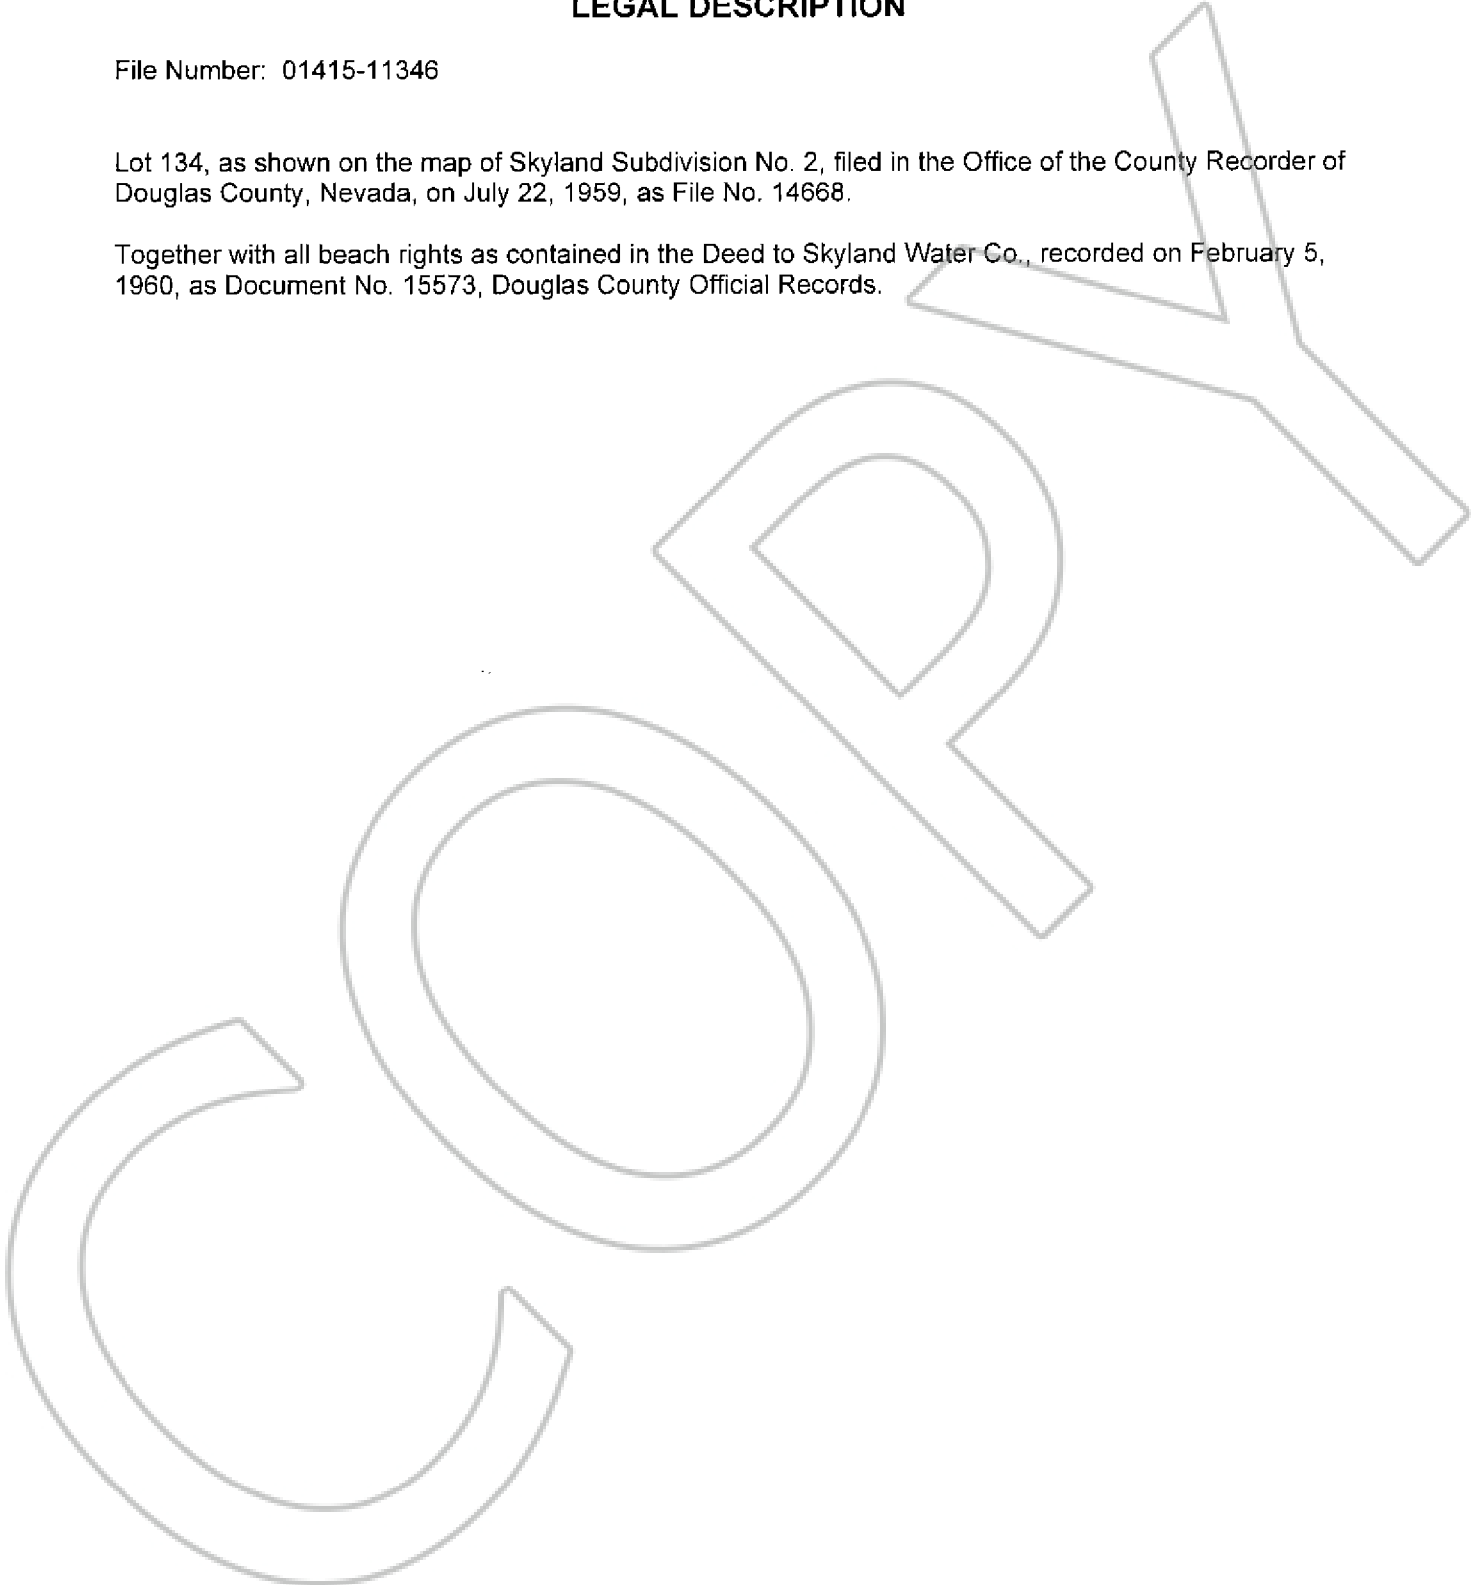 LEGAL DESCRIPTION
File Number: 01415-11346
Lot 134, as shown on the map of Skyland Subdivision No. 2, filed in the Office of the County Recorder of
Douglas County, Nevada, on July 22, 1959, as File No. 14668.
Together with all beach rights as contained in the Deed to Skyland Water Co., recorded on February 5,
1960, as Document No. 15573, Douglas County Official Records.
COPY